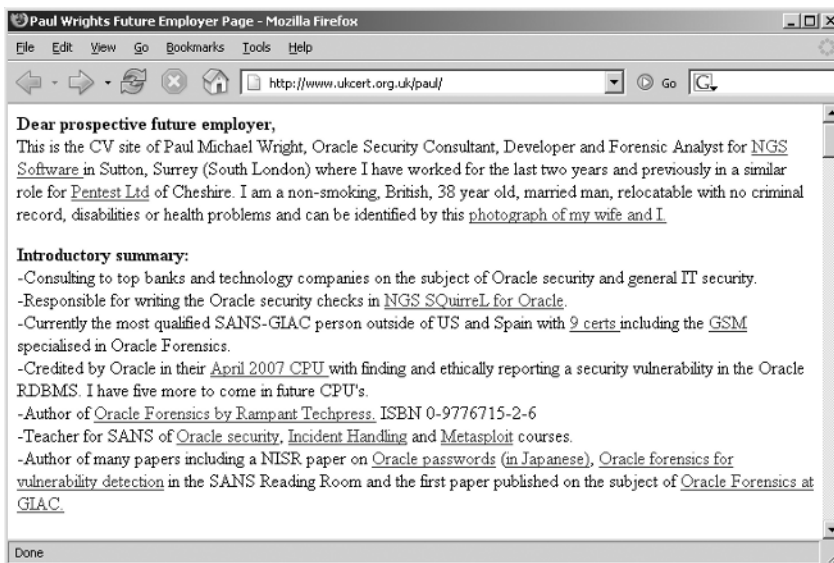 Paul Wrights Future Employer Page - Mozilla Firefox
File Edit View Go Bookmarks Tools Help
http://www.ukcert.org.uk/paul/ Go G
Dear prospective future employer,
This is the CV site of Paul Michael Wright, Oracle Security Consultant, Developer and Forensic Analyst for NGS
Software in Sutton, Surrey (South London) where I have worked for the last two years and previously in a similar
role for Pentest Ltd of Cheshire. I am a non-smoking, British, 38 year old, married man, relocatable with no criminal
record, disabilities or health problems and can be identified by this photograph of my wife and I.
Introductory summary:
-Consulting to top banks and technology companies on the subject of Oracle security and general IT security.
-Responsible for writing the Oracle security checks in NGS SQuirreL for Oracle.
-Currently the most qualified SANS-GIAC person outside of US and Spain with 9 certs including the GSM
specialised in Oracle Forensics.
-Credited by Oracle in their April 2007 CPU with finding and ethically reporting a security vulnerability in the Oracle
RDBMS. I have five more to come in future CPU's.
-Author of Oracle Forensics by Rampant Techpress. ISBN 0-9776715-2-6
-Teacher for SANS of Oracle security, Incident Handling and Metasploit courses.
-Author of many papers including a NISR paper on Oracle passwords (in Japanese), Oracle forensics for
vulnerability detection in the SANS Reading Room and the first paper published on the subject of Oracle Forensics at
GIAC.
Done